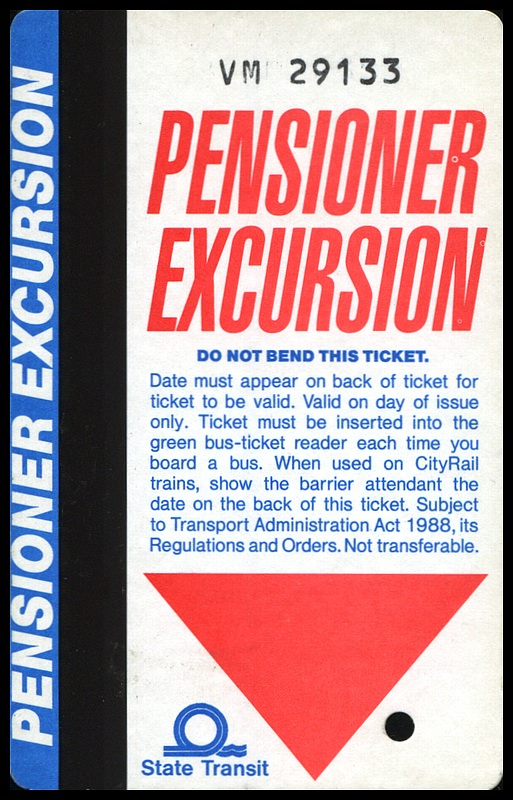 PENSIONER EXCURSION
VM 29133
PENSIONER
EXCURSION
DO NOT BEND THIS TICKET.
Date must appear on back of ticket for
ticket to be valid. Valid on day of issue
only. Ticket must be inserted into the
green bus-ticket reader each time you
board a bus. When used on CityRail
trains, show the barrier attendant the
date on the back of this ticket. Subject
to Transport Administration Act 1988, its
Regulations and Orders. Not transferable.
State Transit